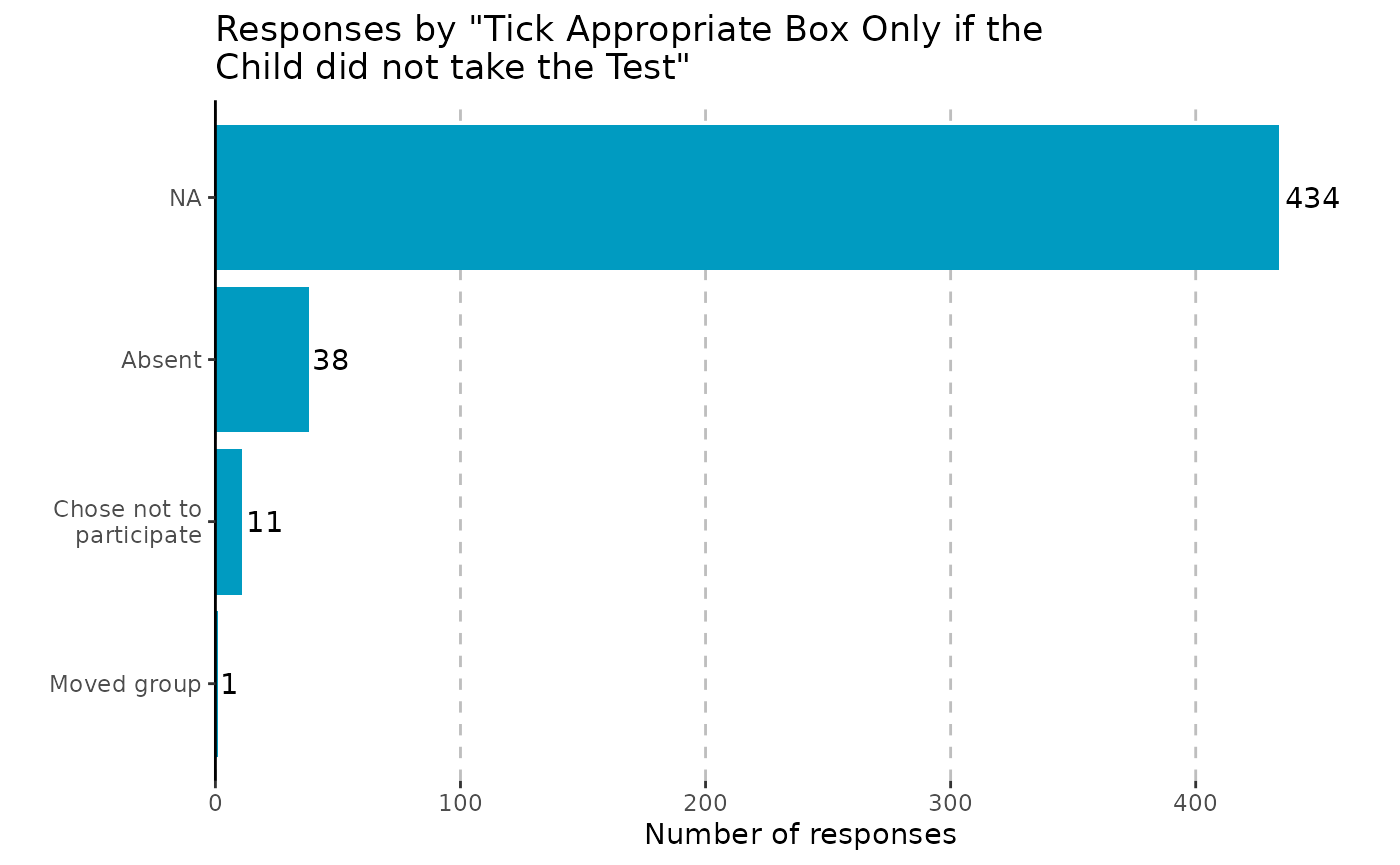 Responses by "Tick Appropriate Box Only if the
Child did not take the Test"
NA
434
Absent
38
Chose not to
participate
11
Moved group
1
0
100
200
300
400
Number of responses